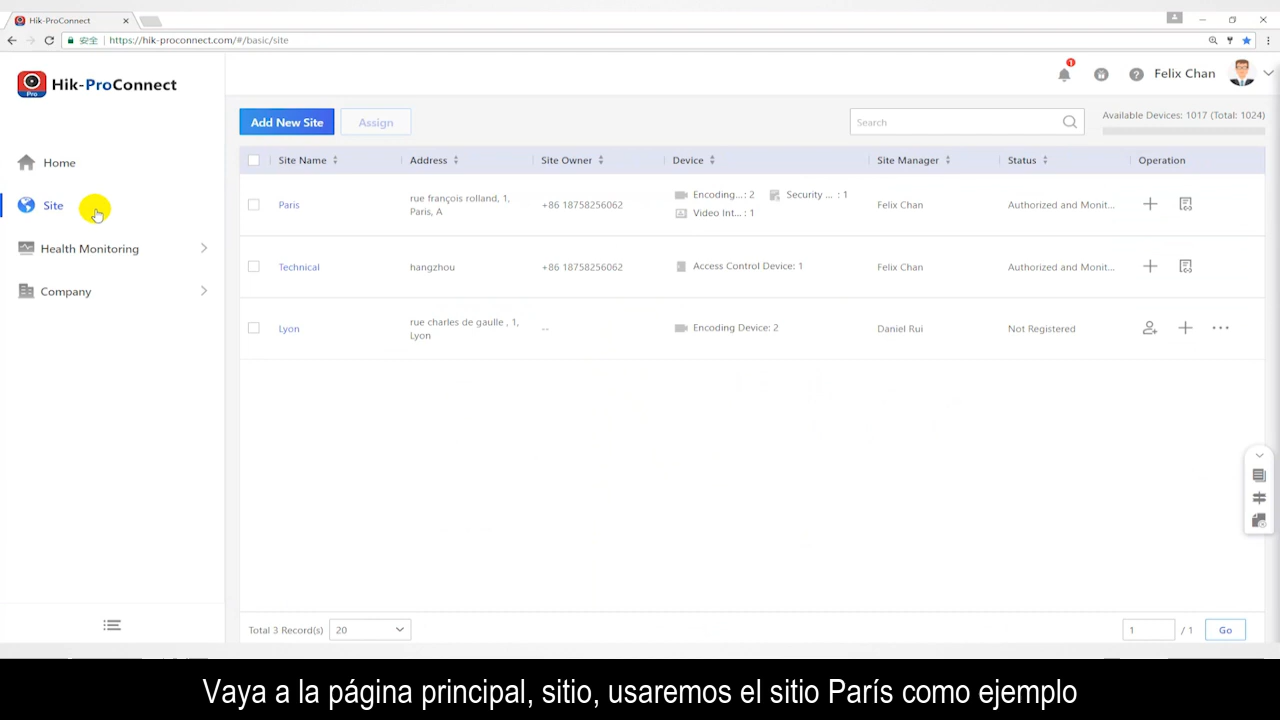 Hik-ProConnect
安全 https://hik-proconnect.com/#/basic/site
Hik-ProConnect
Pro
1
Felix Chan
Home
Site
Health Monitoring
Company
Add New Site
Assign
Search
Available Devices: 1017 (Total: 1024)
Site Name Address Site Owner Device Site Manager Status Operation
Paris rue françois rolland, 1, Paris, A +86 18758256062 Encoding...: 2 Security ... : 1 Video Int... : 1 Felix Chan Authorized and Monit...
Technical hangzhou +86 18758256062 Access Control Device: 1 Felix Chan Authorized and Monit...
Lyon rue charles de gaulle , 1, Lyon -- Encoding Device: 2 Daniel Rui Not Registered
Total 3 Record(s) 20 1 / 1 Go
Vaya a la página principal, sitio, usaremos el sitio París como ejemplo